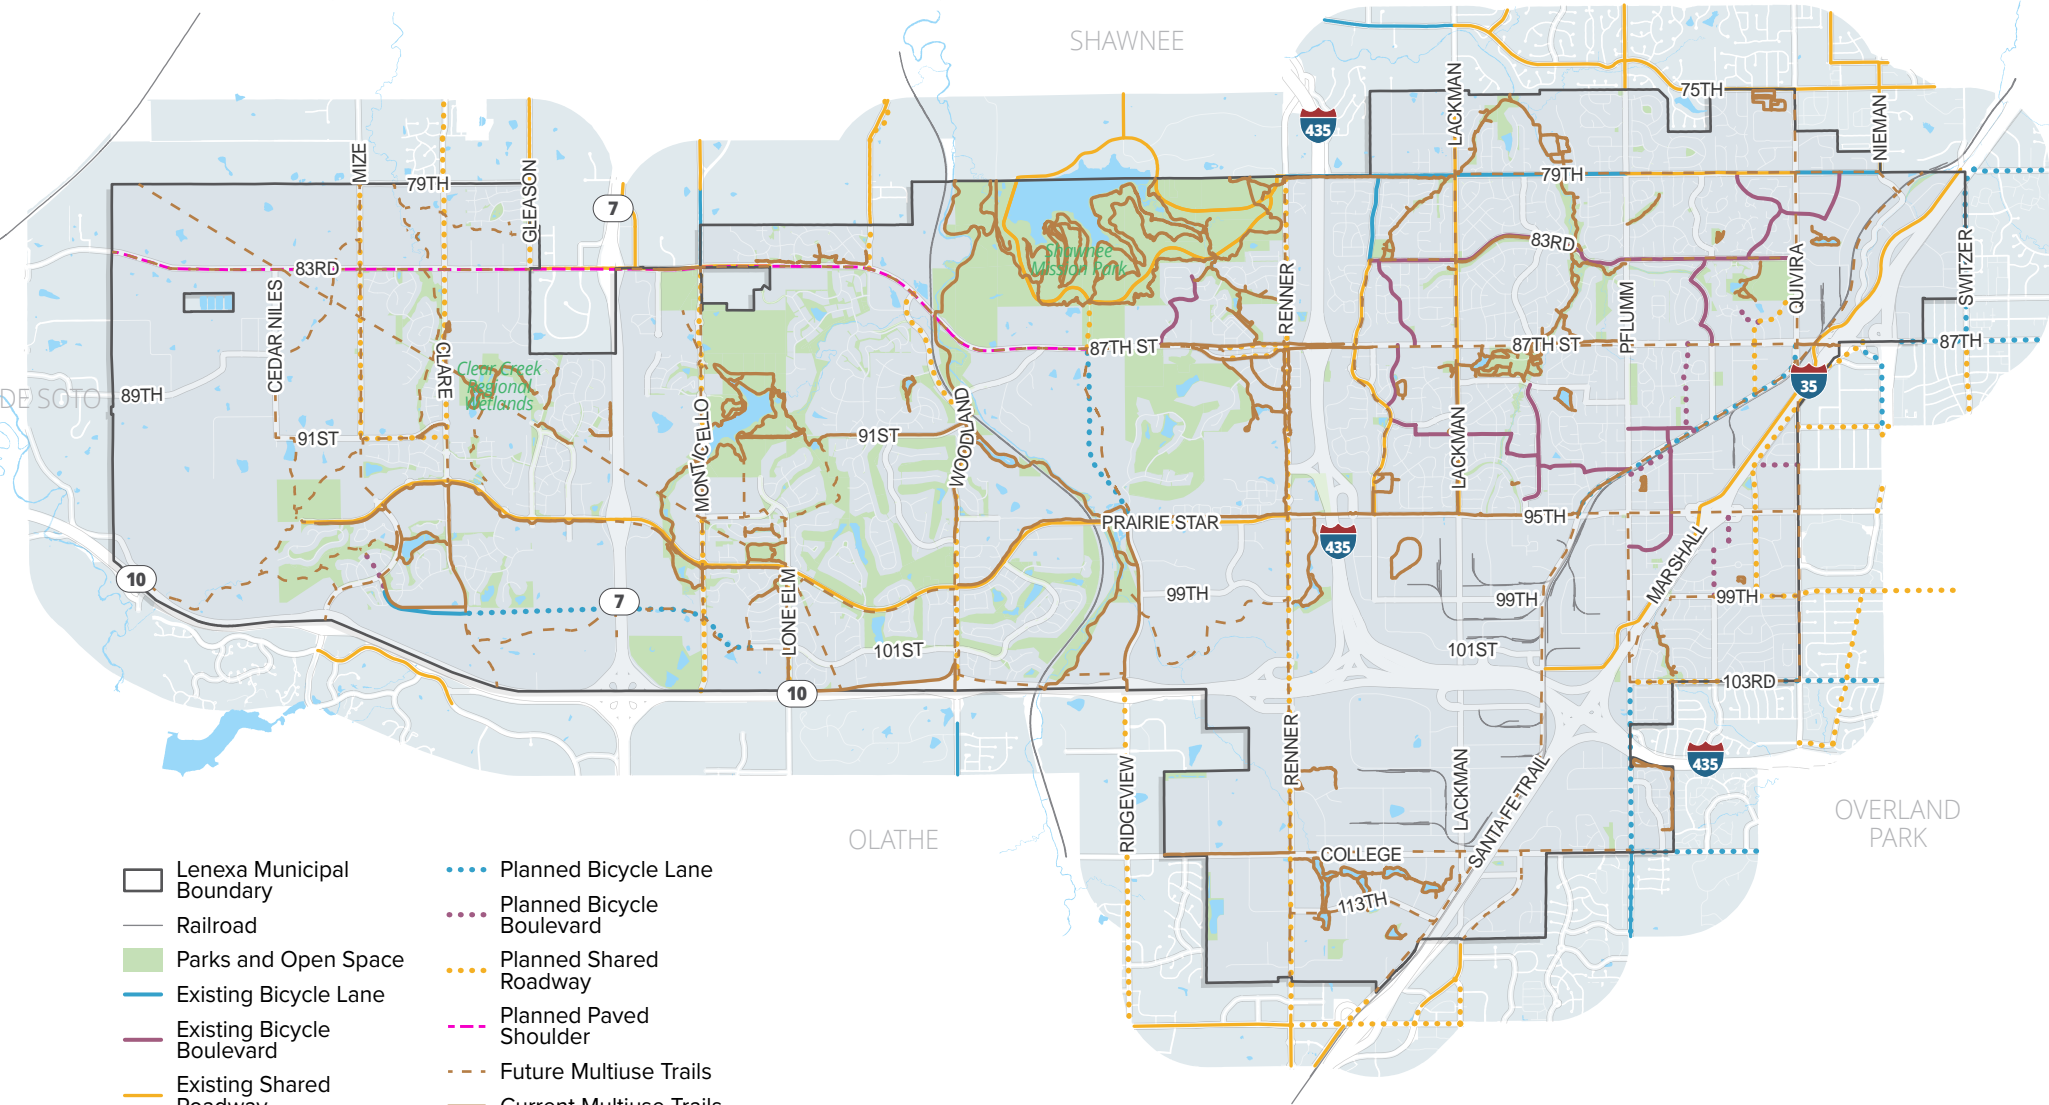 SHAWNEE
75TH
LACKMAN
NIEMAN
435
MIZE
79TH
GLEASON
7
79TH
83RD
83RD
Shawnee
Mission Park
QUIVIRA
SWITZER
CEDAR NILES
RENNER
PFLUMM
CLARE
87TH ST
87TH ST
87TH
Clear Creek
Regional
Wetlands
35
DE SOTO
89TH
91ST
MONTICELLO
91ST
WOODLAND
LACKMAN
PRAIRIE STAR
95TH
435
MARSHALL
10
7
LONE ELM
99TH
99TH
99TH
101ST
101ST
103RD
10
RENNER
RIDGEVIEW
LACKMAN
SANTA FE TRAIL
435
OLATHE
OVERLAND
PARK
COLLEGE
113TH
Lenexa Municipal
Boundary
Railroad
Parks and Open Space
Existing Bicycle Lane
Existing Bicycle
Boulevard
Existing Shared
Roadway
Planned Bicycle Lane
Planned Bicycle
Boulevard
Planned Shared
Roadway
Planned Paved
Shoulder
Future Multiuse Trails
Current Multiuse Trails